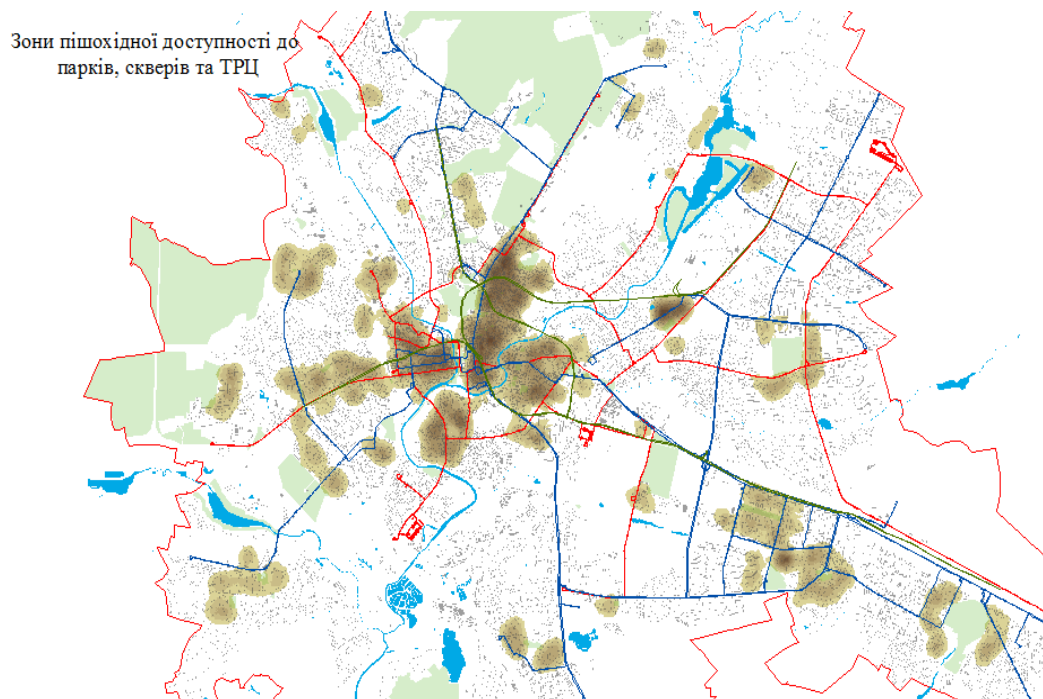 Зони пішохідної доступності до
парків, скверів та ТРЦ